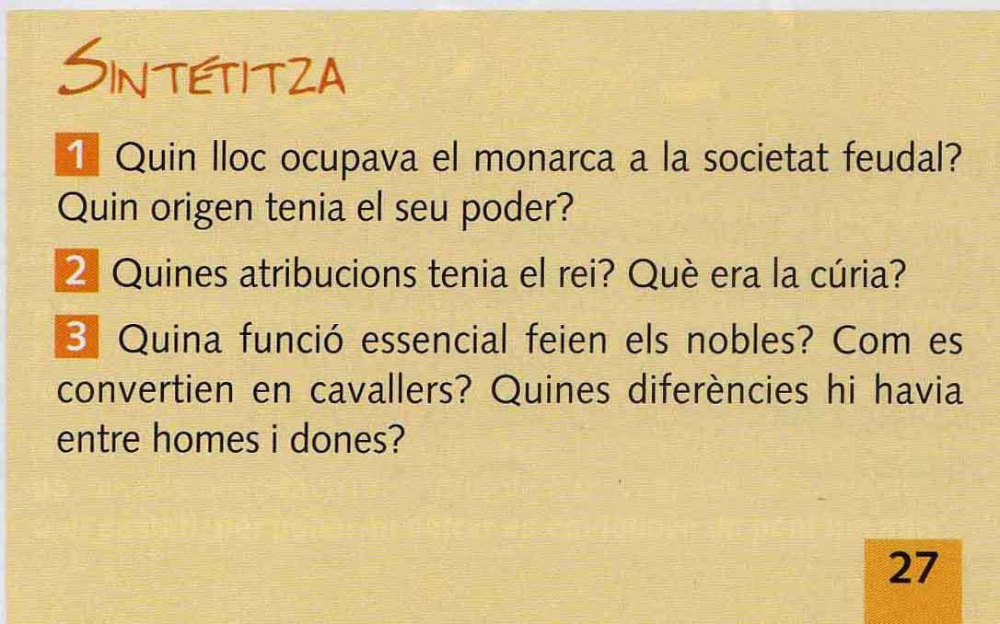 SINTÉTITZA
1 Quin lloc ocupava el monarca a la societat feudal?
Quin origen tenia el seu poder?
2 Quines atribucions tenia el rei? Què era la cúria?
3 Quina funció essencial feien els nobles? Com es
convertien en cavallers? Quines diferències hi havia
entre homes i dones?
27